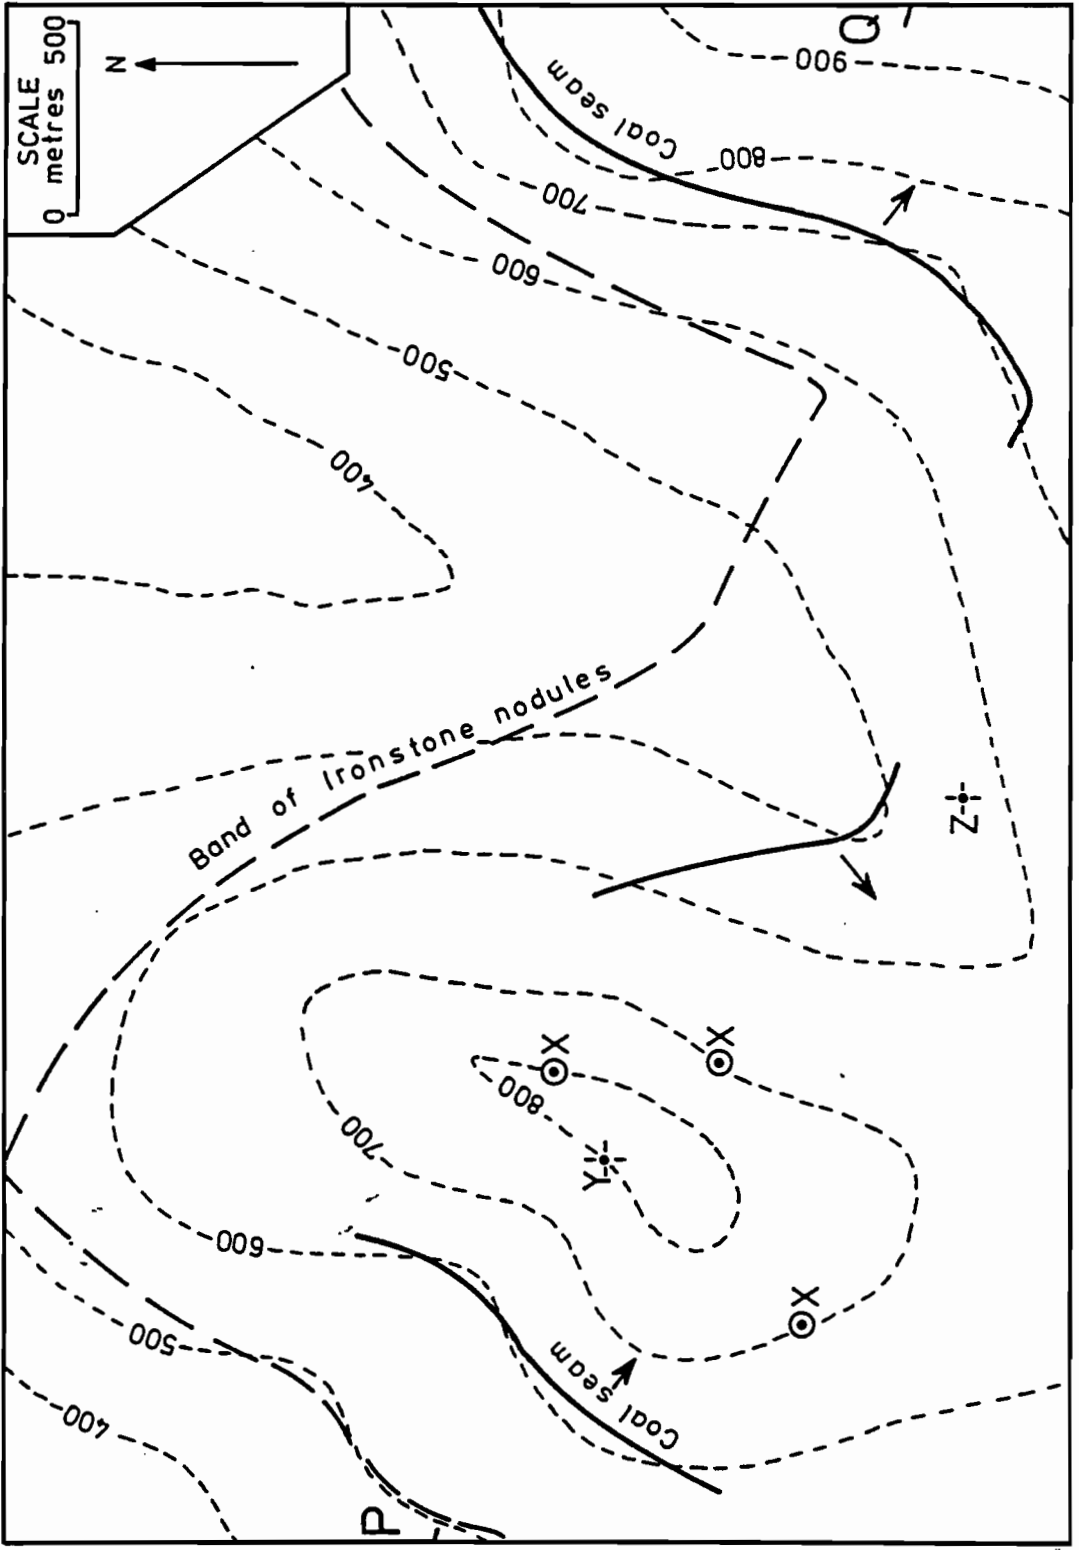 SCALE
0 metres 500
N
Q
900
Coal seam
800
700
600
500
400
Band of Ironstone nodules
Z
X
X
800
Y
700
600
X
500
Coal seam
400
P